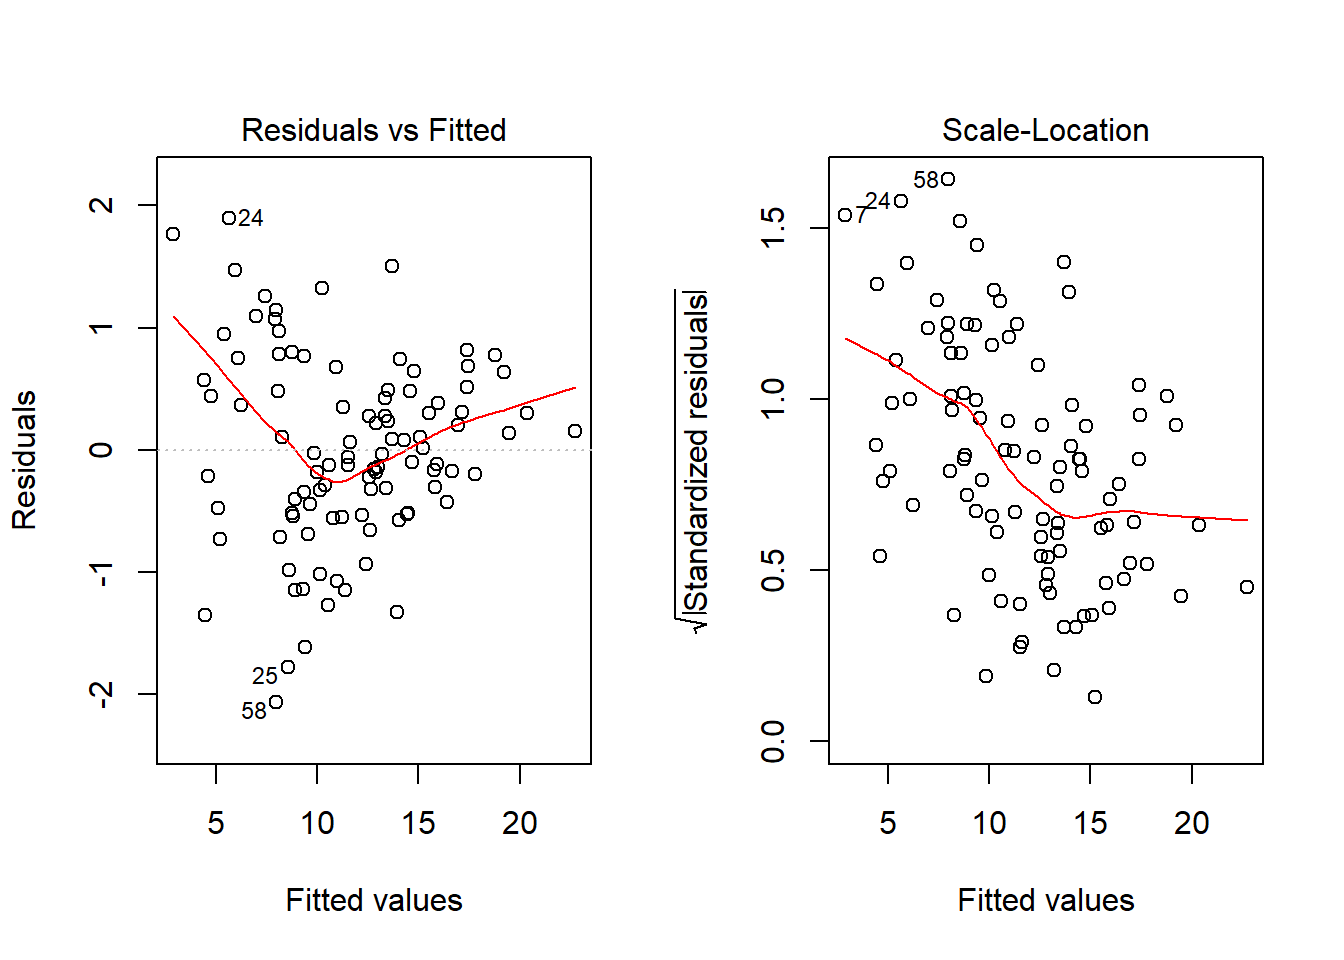 Residuals vs Fitted
Residuals
2
1
0
-1
-2
24
25
58
5 10 15 20
Fitted values
Scale-Location
√|Standardized residuals|
1.5
1.0
0.5
0.0
58
24
7
5 10 15 20
Fitted values